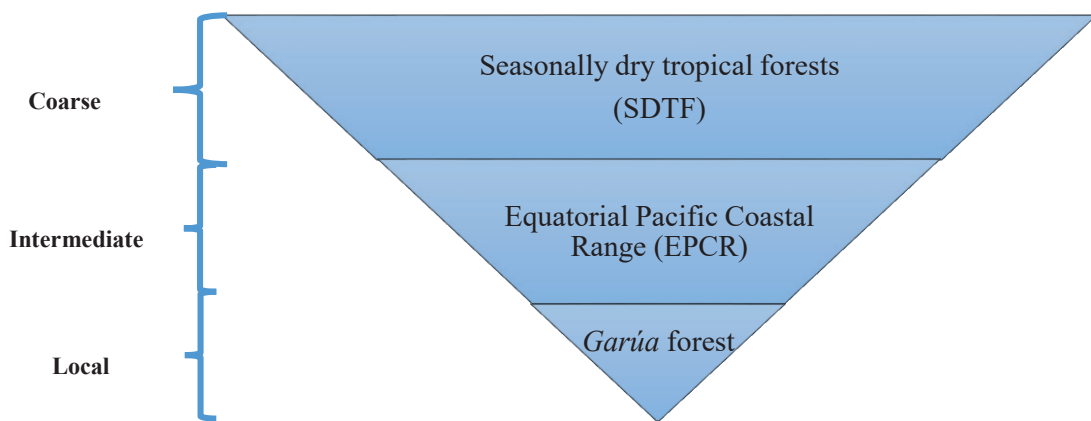 Coarse
Seasonally dry tropical forests
(SDTF)
Intermediate
Equatorial Pacific Coastal
Range (EPCR)
Local
Garúa forest